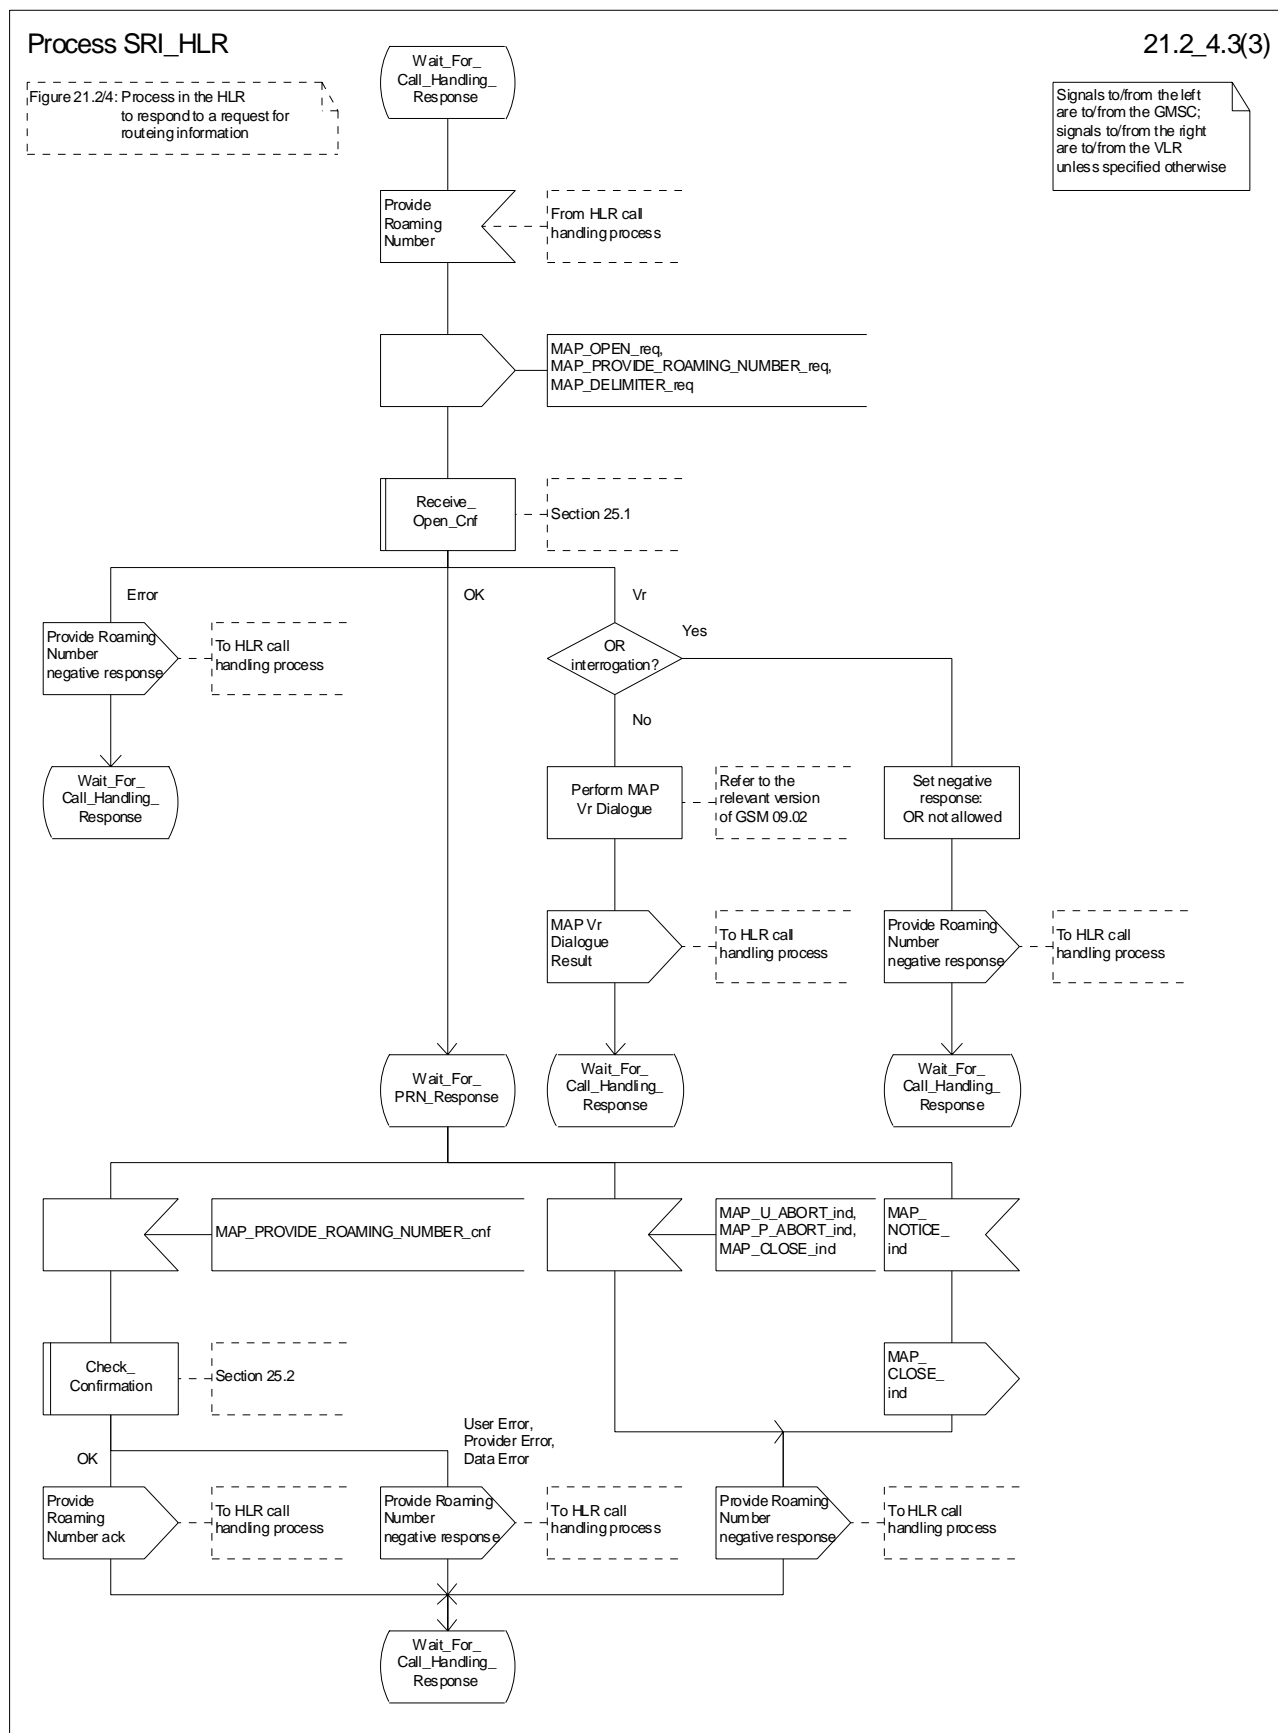 Process SRI_HLR
21.2_4.3(3)
Figure 21.2/4: Process in the HLR
to respond to a request for
routeing information
Wait_For_
Call_Handling_
Response
Signals to/from the left
are to/from the GMSC;
signals to/from the right
are to/from the VLR
unless specified otherwise
Provide
Roaming
Number
From HLR call
handling process
MAP_OPEN_req,
MAP_PROVIDE_ROAMING_NUMBER_req,
MAP_DELIMITER_req
Receive_
Open_Cnf
Section 25.1
Error
OK
Vr
Provide Roaming
Number
negative response
To HLR call
handling process
OR
interrogation?
Yes
No
Wait_For_
Call_Handling_
Response
Perform MAP
Vr Dialogue
Refer to the
relevant version
of GSM 09.02
Set negative
response:
OR not allowed
MAP Vr
Dialogue
Result
To HLR call
handling process
Provide Roaming
Number
negative response
To HLR call
handling process
Wait_For_
PRN_Response
Wait_For_
Call_Handling_
Response
Wait_For_
Call_Handling_
Response
MAP_PROVIDE_ROAMING_NUMBER_cnf
MAP_U_ABORT_ind,
MAP_P_ABORT_ind,
MAP_CLOSE_ind
MAP_
NOTICE_
ind
Check_
Confirmation
Section 25.2
MAP_
CLOSE_
ind
OK
User Error,
Provider Error,
Data Error
Provide
Roaming
Number ack
To HLR call
handling process
Provide Roaming
Number
negative response
To HLR call
handling process
Provide Roaming
Number
negative response
To HLR call
handling process
Wait_For_
Call_Handling_
Response